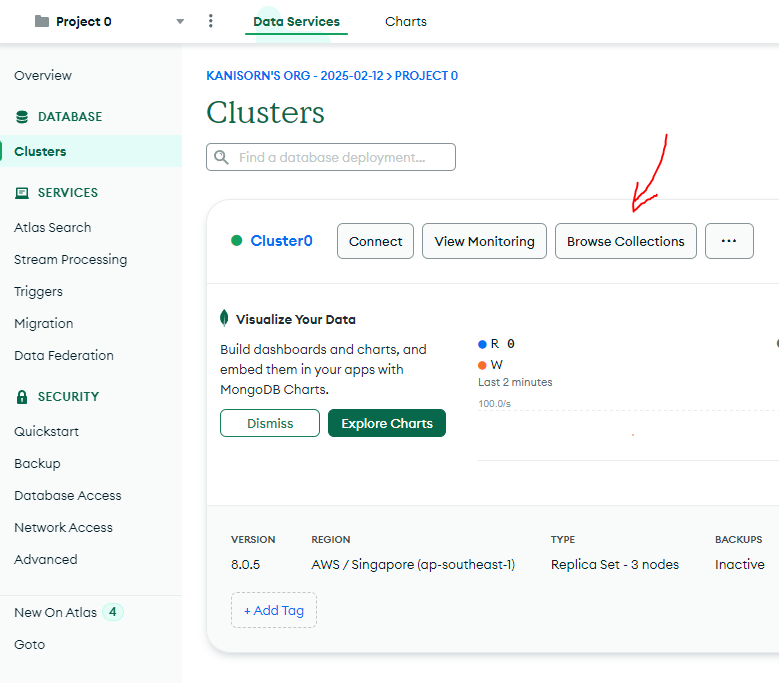 Project 0
Data Services
Charts
Overview
DATABASE
Clusters
SERVICES
Atlas Search
Stream Processing
Triggers
Migration
Data Federation
SECURITY
Quickstart
Backup
Database Access
Network Access
Advanced
New On Atlas 4
Goto
KANISORN'S ORG - 2025-02-12 > PROJECT 0
Clusters
Find a database deployment...
Cluster0
Connect
View Monitoring
Browse Collections
...
Visualize Your Data
Build dashboards and charts, and
embed them in your apps with
MongoDB Charts.
Dismiss
Explore Charts
R 0
W
Last 2 minutes
100.0/s
VERSION
8.0.5
REGION
AWS / Singapore (ap-southeast-1)
TYPE
Replica Set - 3 nodes
BACKUPS
Inactive
+ Add Tag